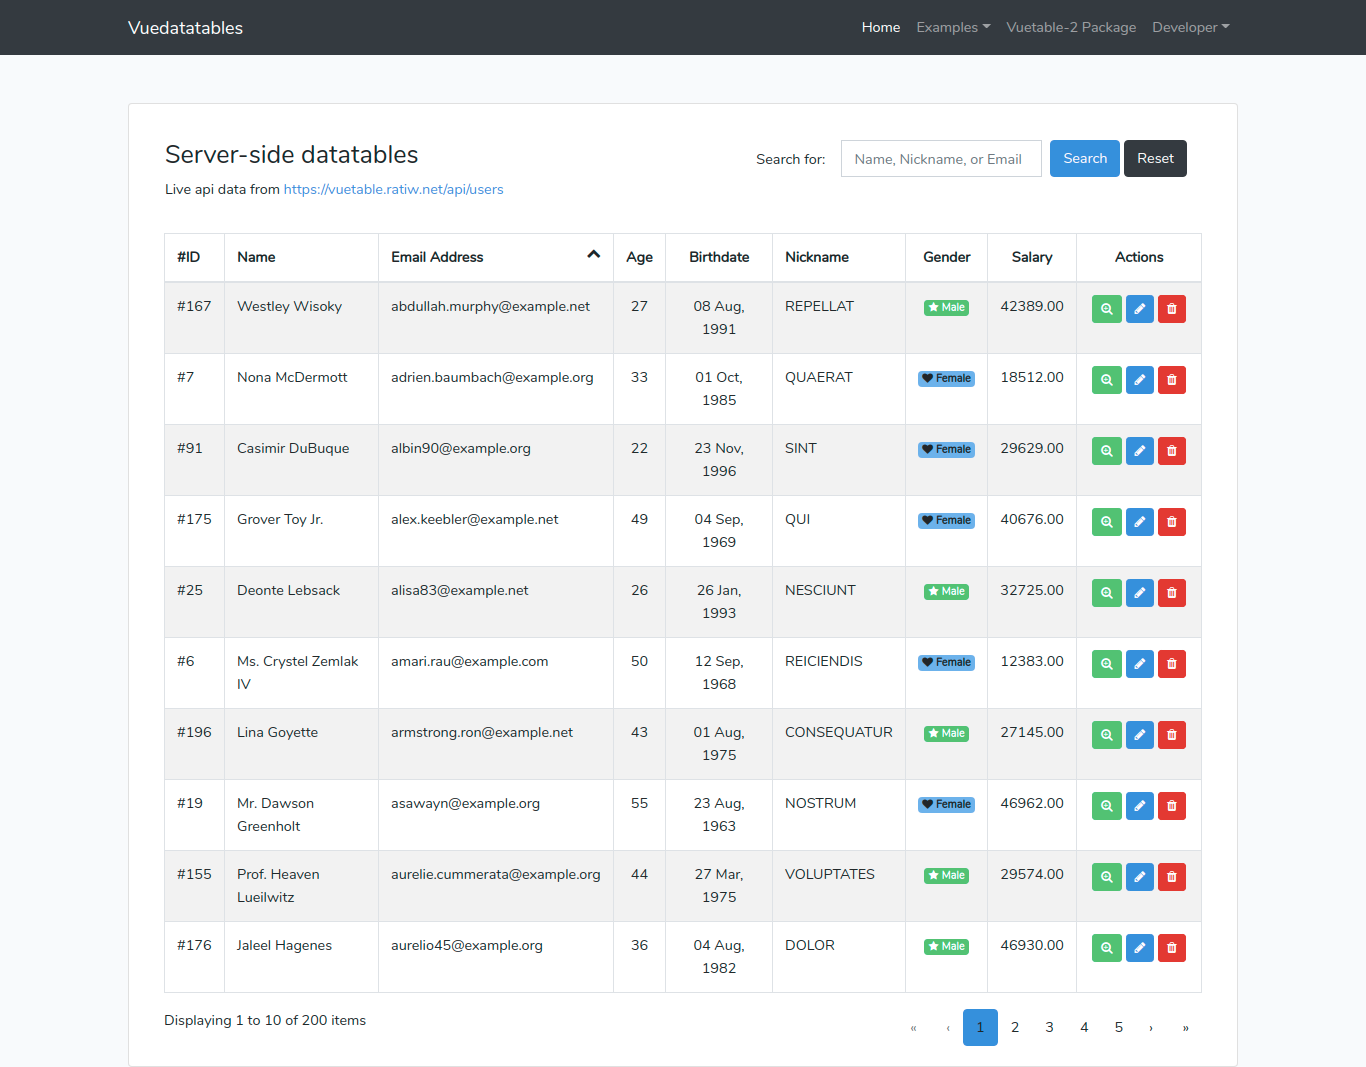 Vuedatatables
Home Examples Vuetable-2 Package Developer
Server-side datatables
Search for: Name, Nickname, or Email Search Reset
Live api data from https://vuetable.ratiw.net/api/users
#ID Name Email Address Age Birthdate Nickname Gender Salary Actions
#167 Westley Wisoky abdullah.murphy@example.net 27 08 Aug, REPELLAT Male 42389.00
1991
#7 Nona McDermott adrien.baumbach@example.org 33 01 Oct, QUAERAT Female 18512.00
1985
#91 Casimir DuBuque albin90@example.org 22 23 Nov, SINT Female 29629.00
1996
#175 Grover Toy Jr. alex.keebler@example.net 49 04 Sep, QUI Female 40676.00
1969
#25 Deonte Lebsack alisa83@example.net 26 26 Jan, NESCIUNT Male 32725.00
1993
#6 Ms. Crystel Zemlak amari.rau@example.com 50 12 Sep, REICIENDIS Female 12383.00
IV 1968
#196 Lina Goyette armstrong.ron@example.net 43 01 Aug, CONSEQUATUR Male 27145.00
1975
#19 Mr. Dawson asawayn@example.org 55 23 Aug, NOSTRUM Female 46962.00
Greenholt 1963
#155 Prof. Heaven aurelie.cummerata@example.org 44 27 Mar, VOLUPTATES Male 29574.00
Lueilwitz 1975
#176 Jaleel Hagenes aurelio45@example.org 36 04 Aug, DOLOR Male 46930.00
1982
Displaying 1 to 10 of 200 items
« ‹ 1 2 3 4 5 › »